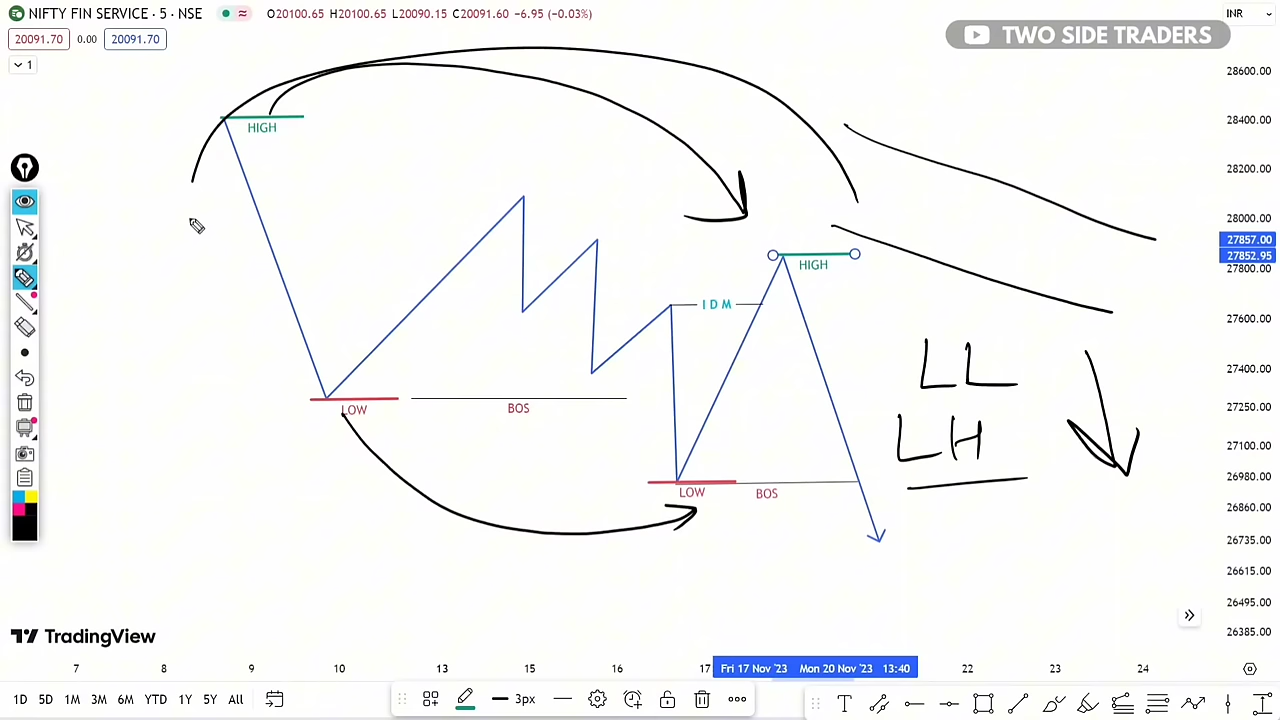 NIFTY FIN SERVICE · 5 · NSE
O20100.65 H20100.65 L20090.15 C20091.60 −6.95 (−0.03%)
INR
20091.70 0.00 20091.70
TWO SIDE TRADERS
1
28600.00
28400.00
28200.00
28000.00
27857.00
27852.95
27800.00
27600.00
27400.00
27250.00
27100.00
26980.00
26860.00
26735.00
26615.00
26495.00
26385.00
HIGH
HIGH
I D M
LL
LOW
BOS
LH
LOW
BOS
TradingView
7 8 9 10 13 15 16 17 Fri 17 Nov '23 Mon 20 Nov '23 13:40 22 23 24
1D 5D 1M 3M 6M YTD 1Y 5Y All
3px
T